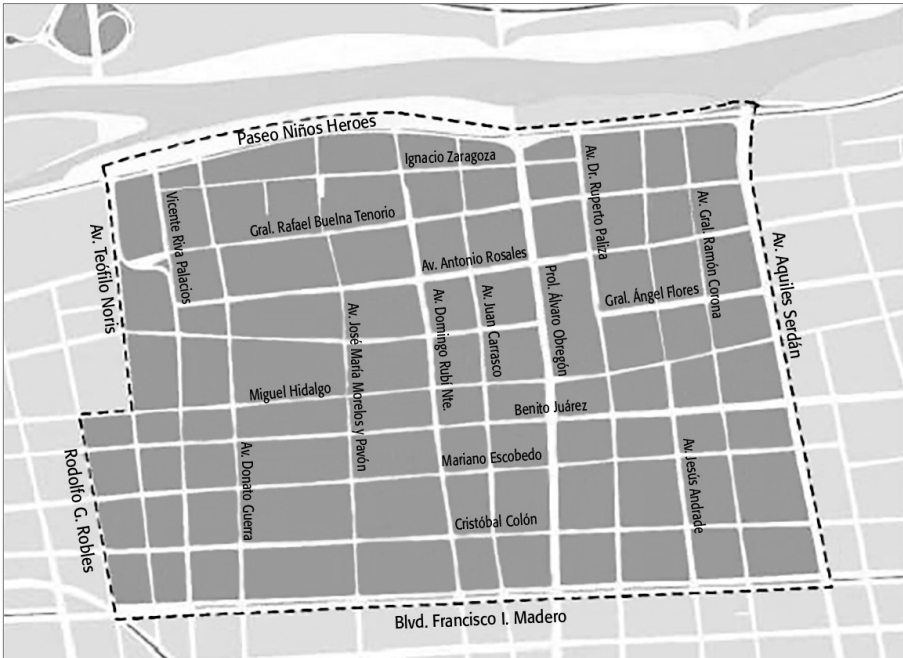 Paseo Niños Heroes
Ignacio Zaragoza
Av. Dr. Ruperto Paliza
Vicente Riva Palacios
Av. Gral. Ramón Corona
Gral. Rafael Buelna Tenorio
Av. Teófilo Noris
Av. Antonio Rosales
Av. Aquiles Serdán
Prol. Álvaro Obregón
Gral. Ángel Flores
Av. Juan Carrasco
Av. Domingo Rubí Nte.
Av. José María Morelos y Pavón
Miguel Hidalgo
Benito Juárez
Av. Donato Guerra
Mariano Escobedo
Av. Jesús Andrade
Rodolfo G. Robles
Cristóbal Colón
Blvd. Francisco I. Madero